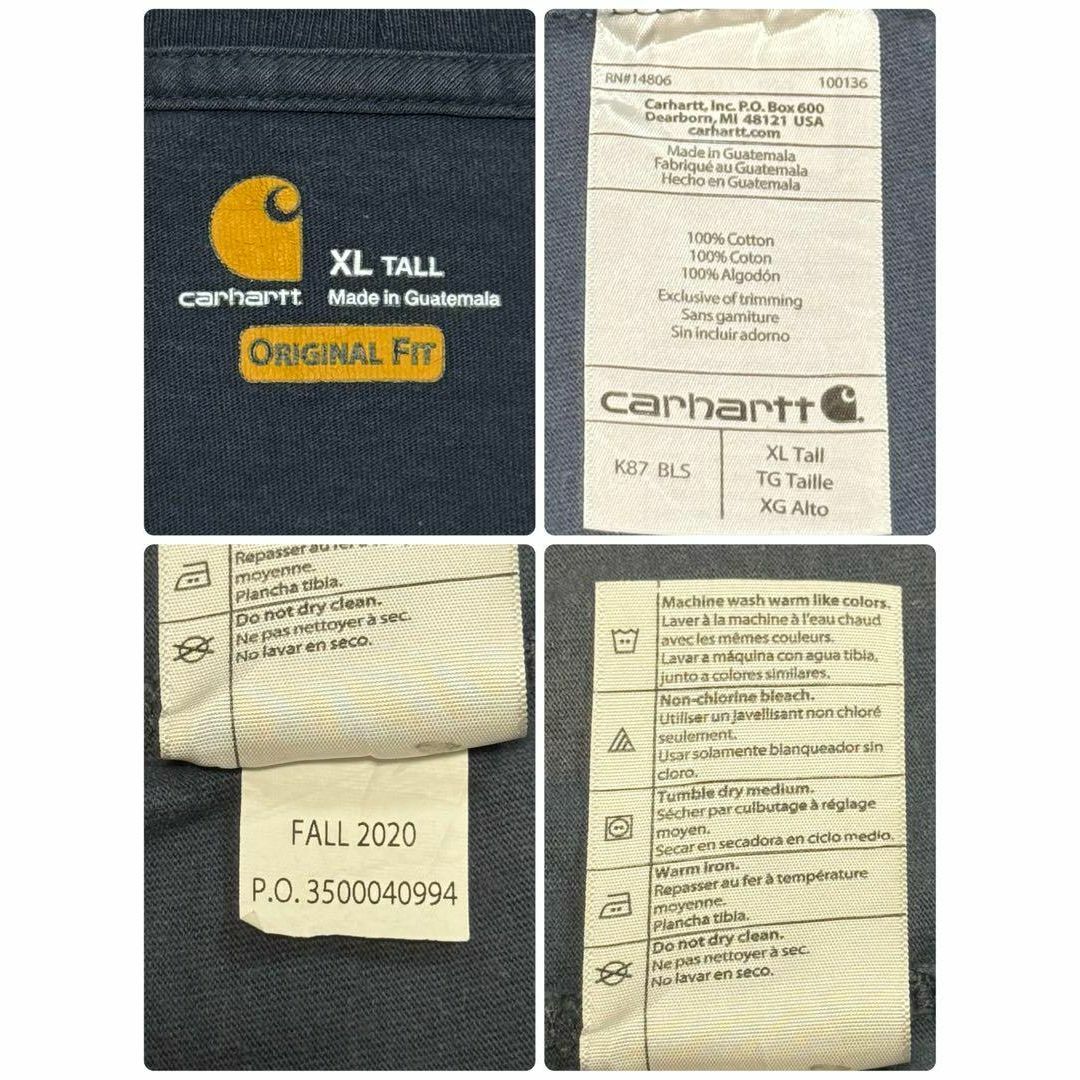 carhartt
XL TALL
Made in Guatemala
ORIGINAL FIT
RN#14806 100136
Carhartt, Inc. P.O. Box 600
Dearborn, MI 48121 USA
carhartt.com
Made in Guatemala
Fabriqué au Guatemala
Hecho en Guatemala
100% Cotton
100% Coton
100% Algodón
Exclusive of trimming
Sans garniture
Sin incluir adorno
carhartt
K87 BLS
XL Tall
TG Taille
XG Alto
Repasser au fer à
moyenne.
Plancha tibia.
Do not dry clean.
Ne pas nettoyer à sec.
No lavar en seco.
FALL 2020
P.O. 3500040994
Machine wash warm like colors.
Laver à la machine à l'eau chaud
avec les mêmes couleurs.
Lavar a máquina con agua tibia,
junto a colores similares.
Non-chlorine bleach.
Utiliser un javellisant non chloré
seulement.
Usar solamente blanqueador sin
cloro.
Tumble dry medium.
Sécher par culbutage à réglage
moyen.
Secar en secadora en ciclo medio.
Warm iron.
Repasser au fer à température
moyenne.
Plancha tibia.
Do not dry clean.
Ne pas nettoyer à sec.
No lavar en seco.